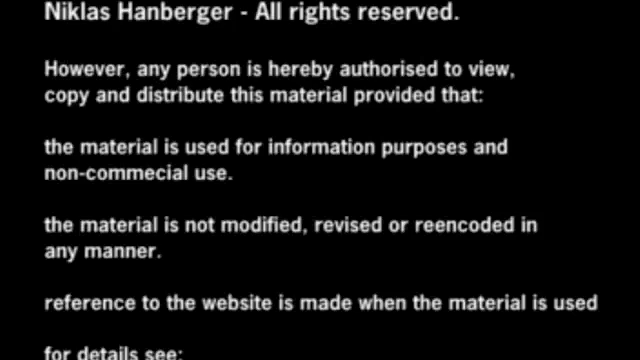 Niklas Hanberger - All rights reserved.
However, any person is hereby authorised to view,
copy and distribute this material provided that:
the material is used for information purposes and
non-commecial use.
the material is not modified, revised or reencoded in
any manner.
reference to the website is made when the material is used
for details see: